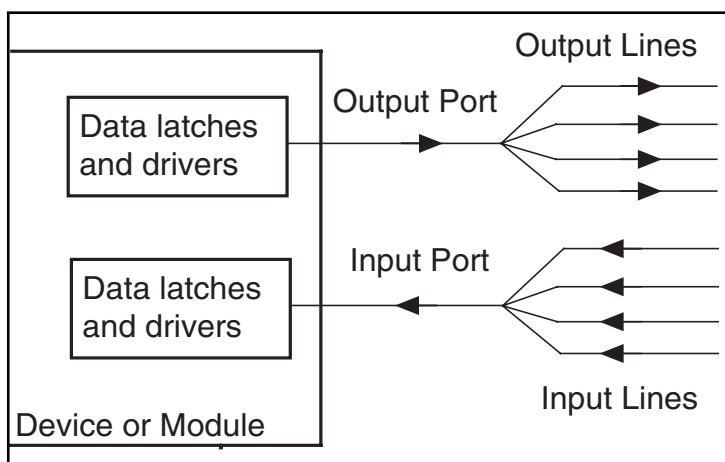 Output Lines
Output Port
Data latches
and drivers
Input Port
Data latches
and drivers
Input Lines
Device or Module